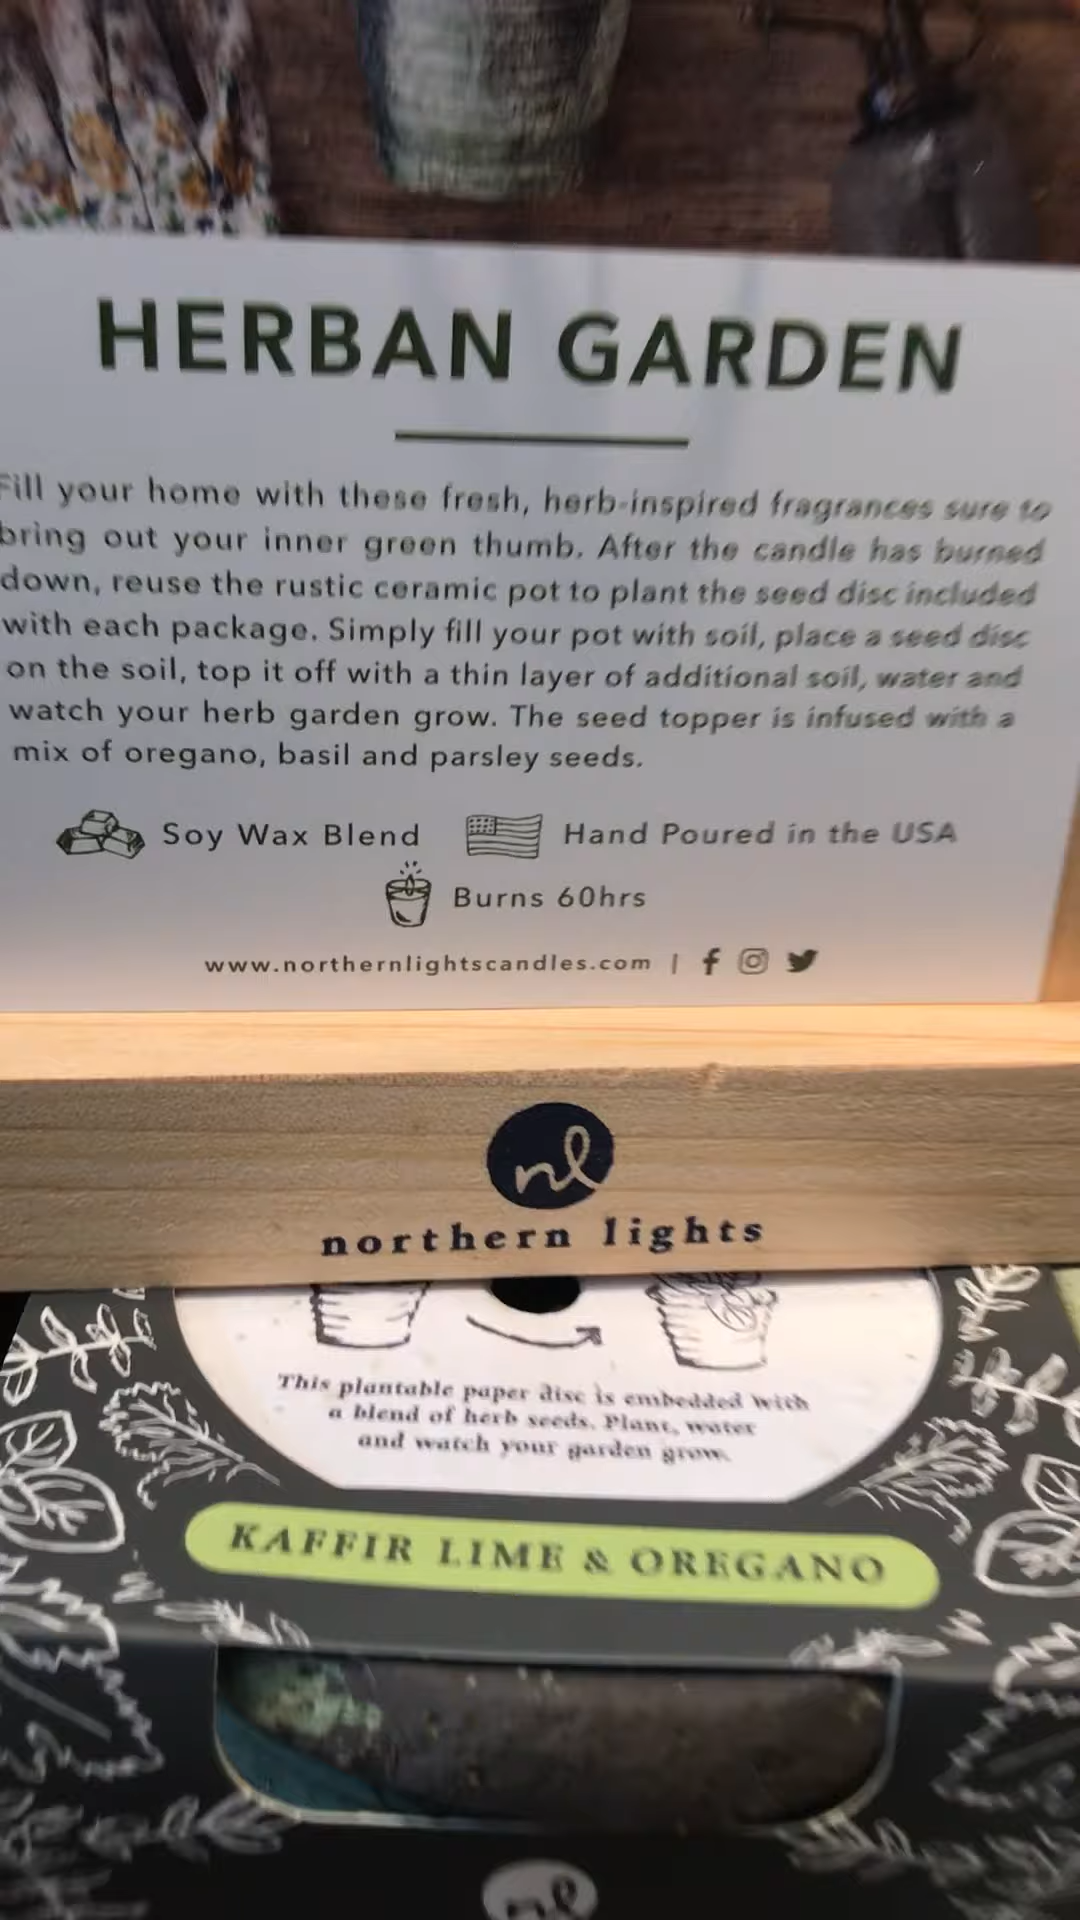 HERBAN GARDEN
Fill your home with these fresh, herb-inspired fragrances sure to
bring out your inner green thumb. After the candle has burned
down, reuse the rustic ceramic pot to plant the seed disc included
with each package. Simply fill your pot with soil, place a seed disc
on the soil, top it off with a thin layer of additional soil, water and
watch your herb garden grow. The seed topper is infused with a
mix of oregano, basil and parsley seeds.
Soy Wax Blend Hand Poured in the USA
Burns 60hrs
www.northernlightscandles.com |
nl
northern lights
This plantable paper disc is embedded with
a blend of herb seeds. Plant, water
and watch your garden grow.
KAFFIR LIME & OREGANO
nl